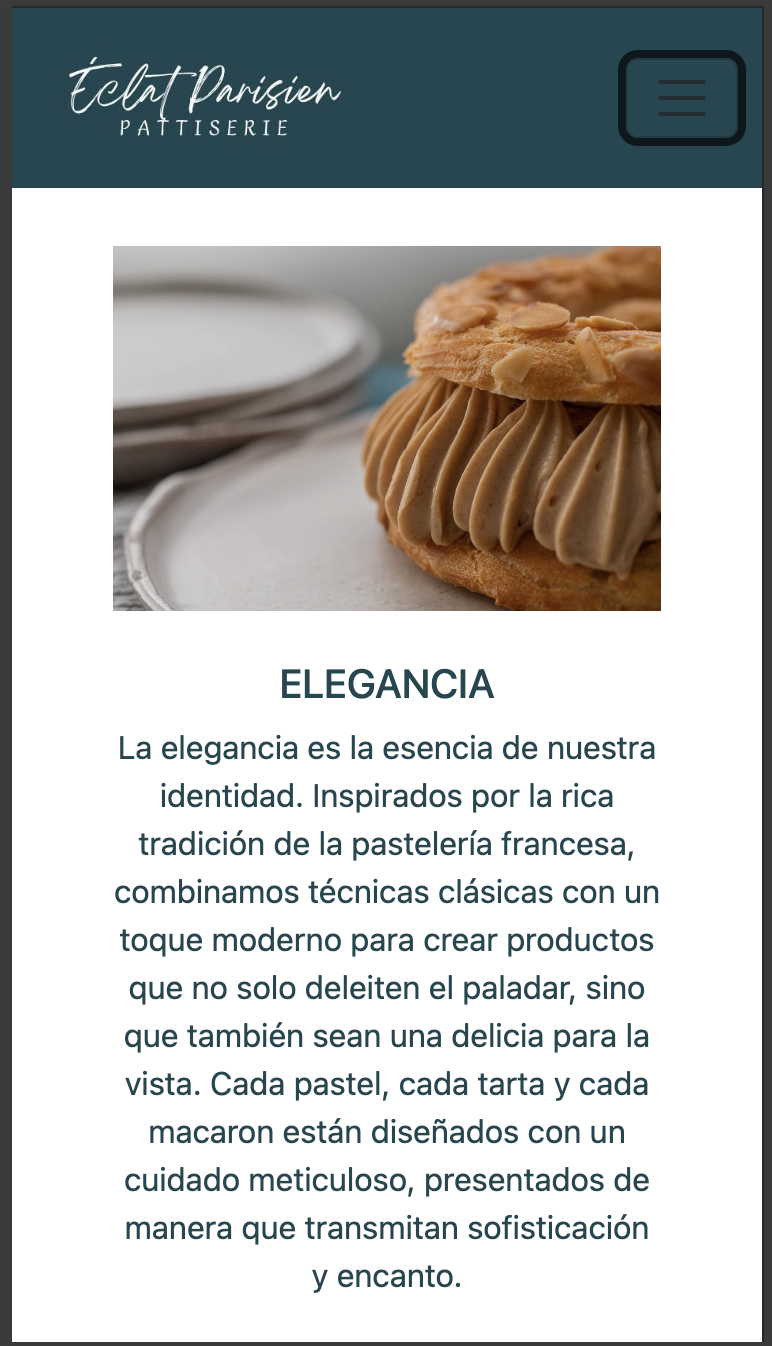 Éclat Parisien
PATTISERIE
ELEGANCIA
La elegancia es la esencia de nuestra
identidad. Inspirados por la rica
tradición de la pastelería francesa,
combinamos técnicas clásicas con un
toque moderno para crear productos
que no solo deleiten el paladar, sino
que también sean una delicia para la
vista. Cada pastel, cada tarta y cada
macaron están diseñados con un
cuidado meticuloso, presentados de
manera que transmitan sofisticación
y encanto.